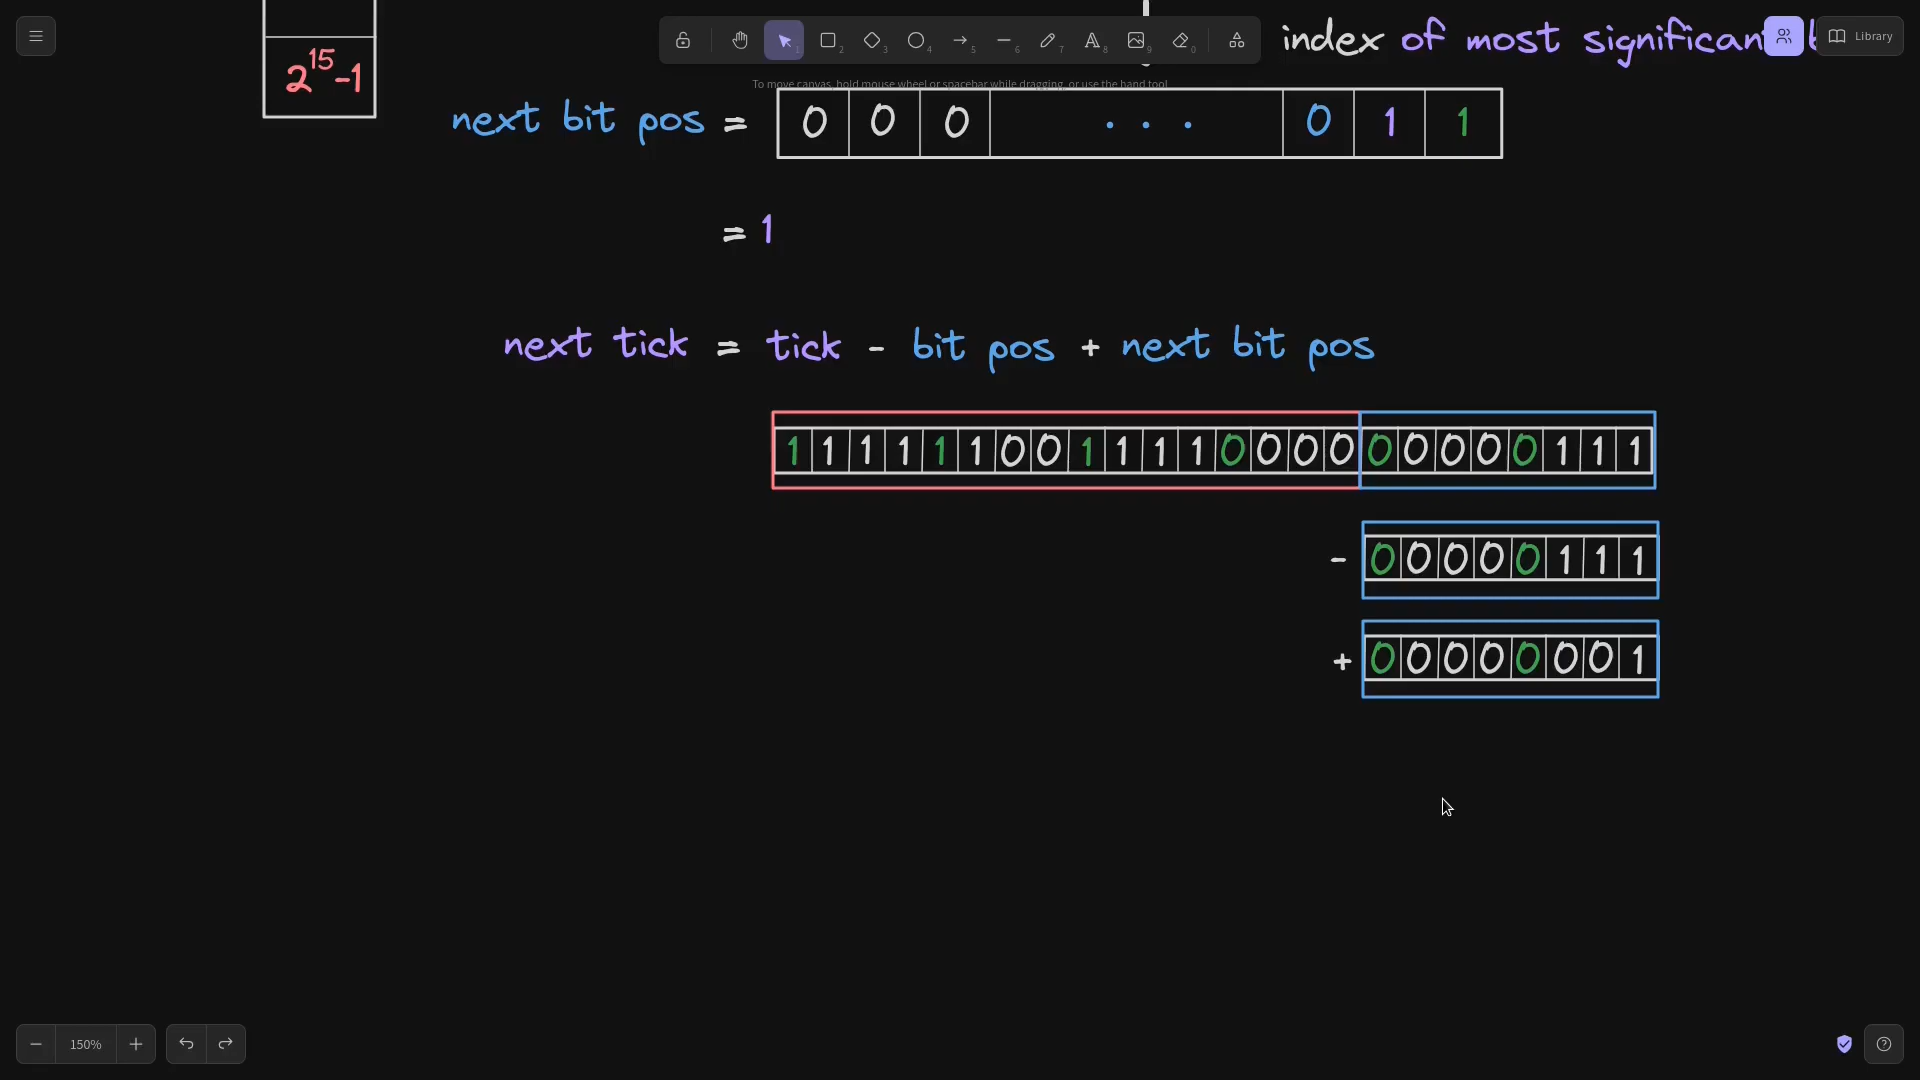 index of most significan
Library
2^15-1
To move canvas, hold mouse wheel or spacebar while dragging, or use the hand tool
next bit pos = 0 0 0 . . . 0 1 1
= 1
next tick = tick - bit pos + next bit pos
1 1 1 1 1 1 0 0 1 1 1 1 0 0 0 0 0 0 0 0 0 1 1 1
- 0 0 0 0 0 1 1 1
+ 0 0 0 0 0 0 0 1
150%